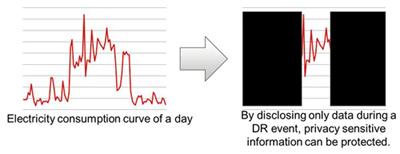 Electricity consumption curve of a day
By disclosing only data during a
DR event, privacy sensitive
information can be protected.